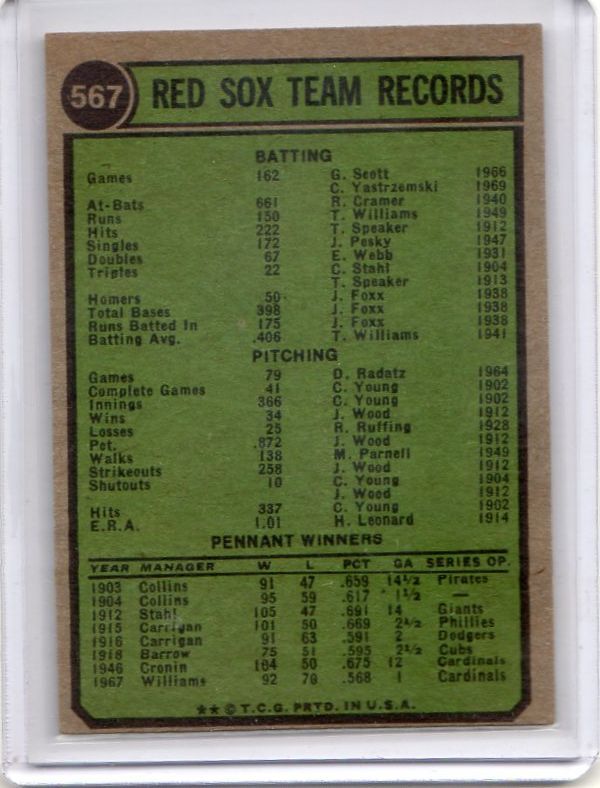 567 RED SOX TEAM RECORDS
BATTING
Games 162 G. Scott 1966
C. Yastrzemski 1969
At-Bats 661 R. Cramer 1940
Runs 150 T. Williams 1949
Hits 222 T. Speaker 1912
Singles 172 J. Pesky 1947
Doubles 67 E. Webb 1931
Triples 22 C. Stahl 1904
T. Speaker 1913
Homers 50 J. Foxx 1938
Total Bases 398 J. Foxx 1938
Runs Batted In 175 J. Foxx 1938
Batting Avg. .406 T. Williams 1941
PITCHING
Games 79 D. Radatz 1964
Complete Games 41 C. Young 1902
Innings 366 C. Young 1902
Wins 34 J. Wood 1912
Losses 25 R. Ruffing 1928
Pct. .872 J. Wood 1912
Walks 138 M. Parnell 1949
Strikeouts 258 J. Wood 1912
Shutouts 10 C. Young 1904
J. Wood 1912
Hits 337 C. Young 1902
E.R.A. 1.01 H. Leonard 1914
PENNANT WINNERS
YEAR MANAGER W L PCT GA SERIES OP.
1903 Collins 91 47 .659 14½ Pirates
1904 Collins 95 59 .617 1½ —
1912 Stahl 105 47 .691 14 Giants
1915 Carrigan 101 50 .669 2½ Phillies
1916 Carrigan 91 63 .591 2 Dodgers
1918 Barrow 75 51 .595 2½ Cubs
1946 Cronin 104 50 .675 12 Cardinals
1967 Williams 92 70 .568 1 Cardinals
★★ © T.C.G. PRTD. IN U.S.A.